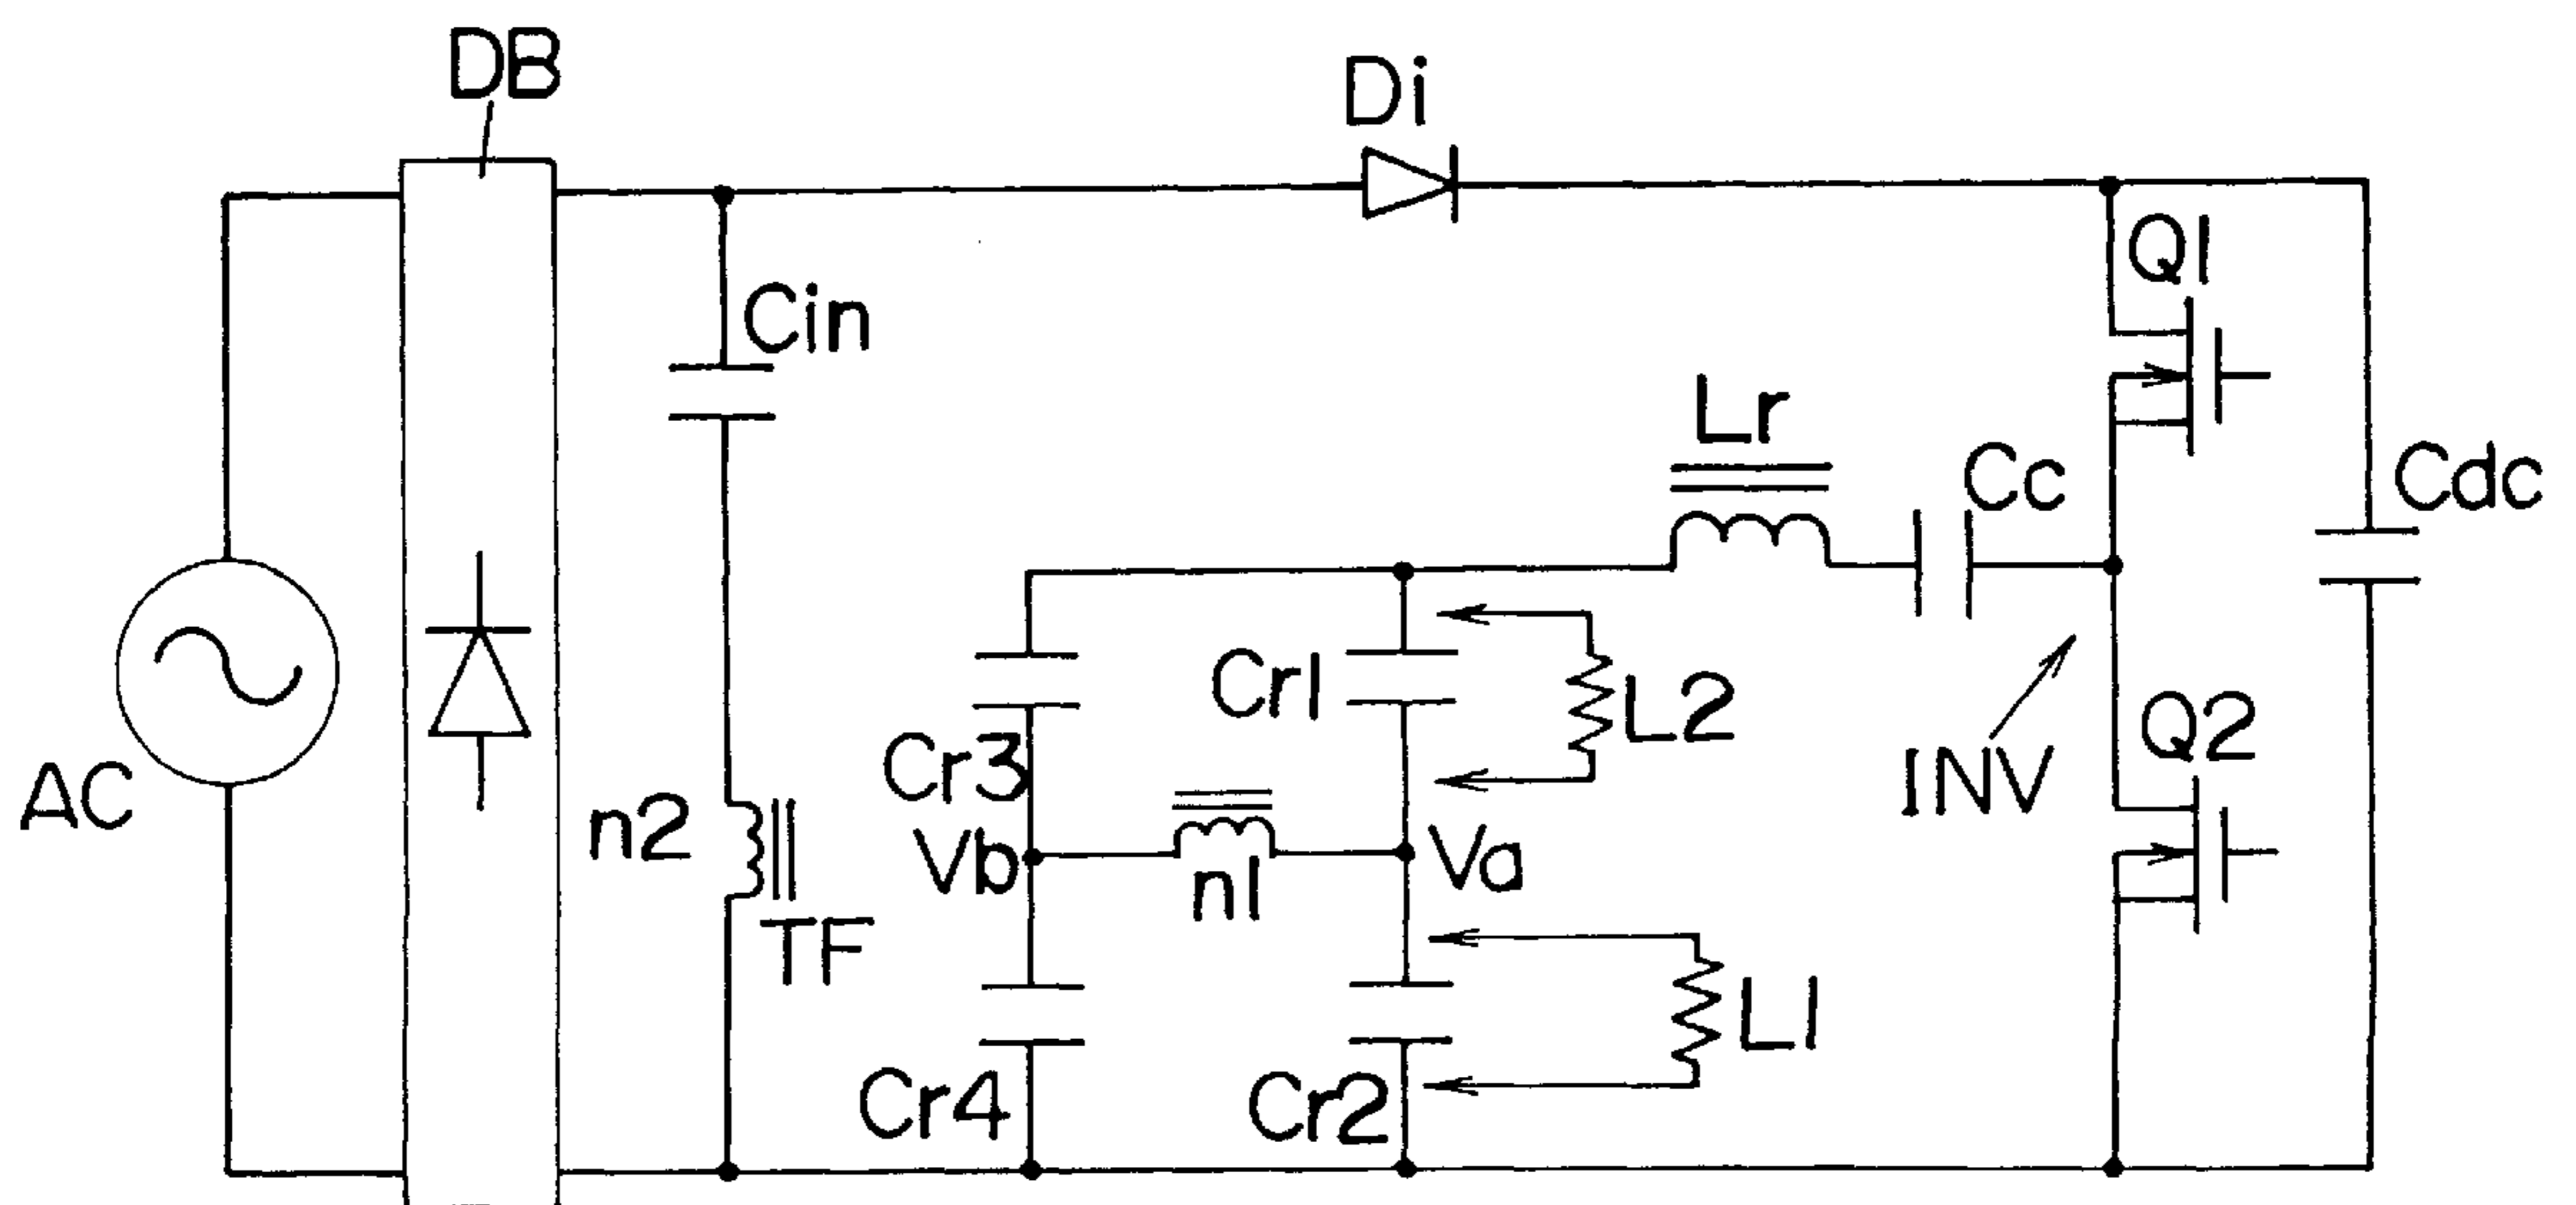 DB
Di
Q1
Cin
Lr
Cc
Cdc
Cr1
L2
Q2
Cr3
INV
AC
n2
Vb
n1
Va
TF
L1
Cr4
Cr2